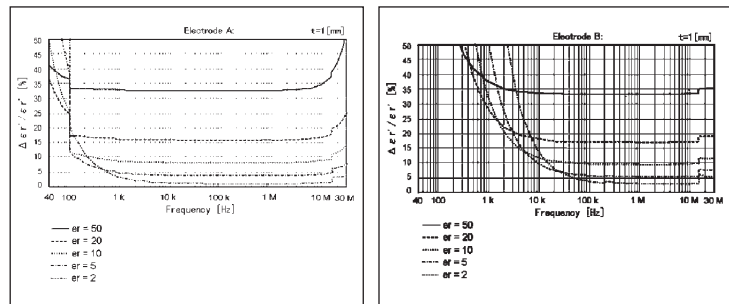 Electrode A: t=1 [mm]
Δεr'/εr' [%]
50
45
40
35
30
25
20
15
10
5
0
40 100 1 k 10 k 100 k 1 M 10 M 30 M
Frequency [Hz]
er = 50
er = 20
er = 10
er = 5
er = 2
Electrode B: t=1 [mm]
Δεr'/εr' [%]
50
45
40
35
30
25
20
15
10
5
0
40 100 1 k 10 k 100 k 1 M 10 M 30 M
Frequency [Hz]
er = 50
er = 20
er = 10
er = 5
er = 2